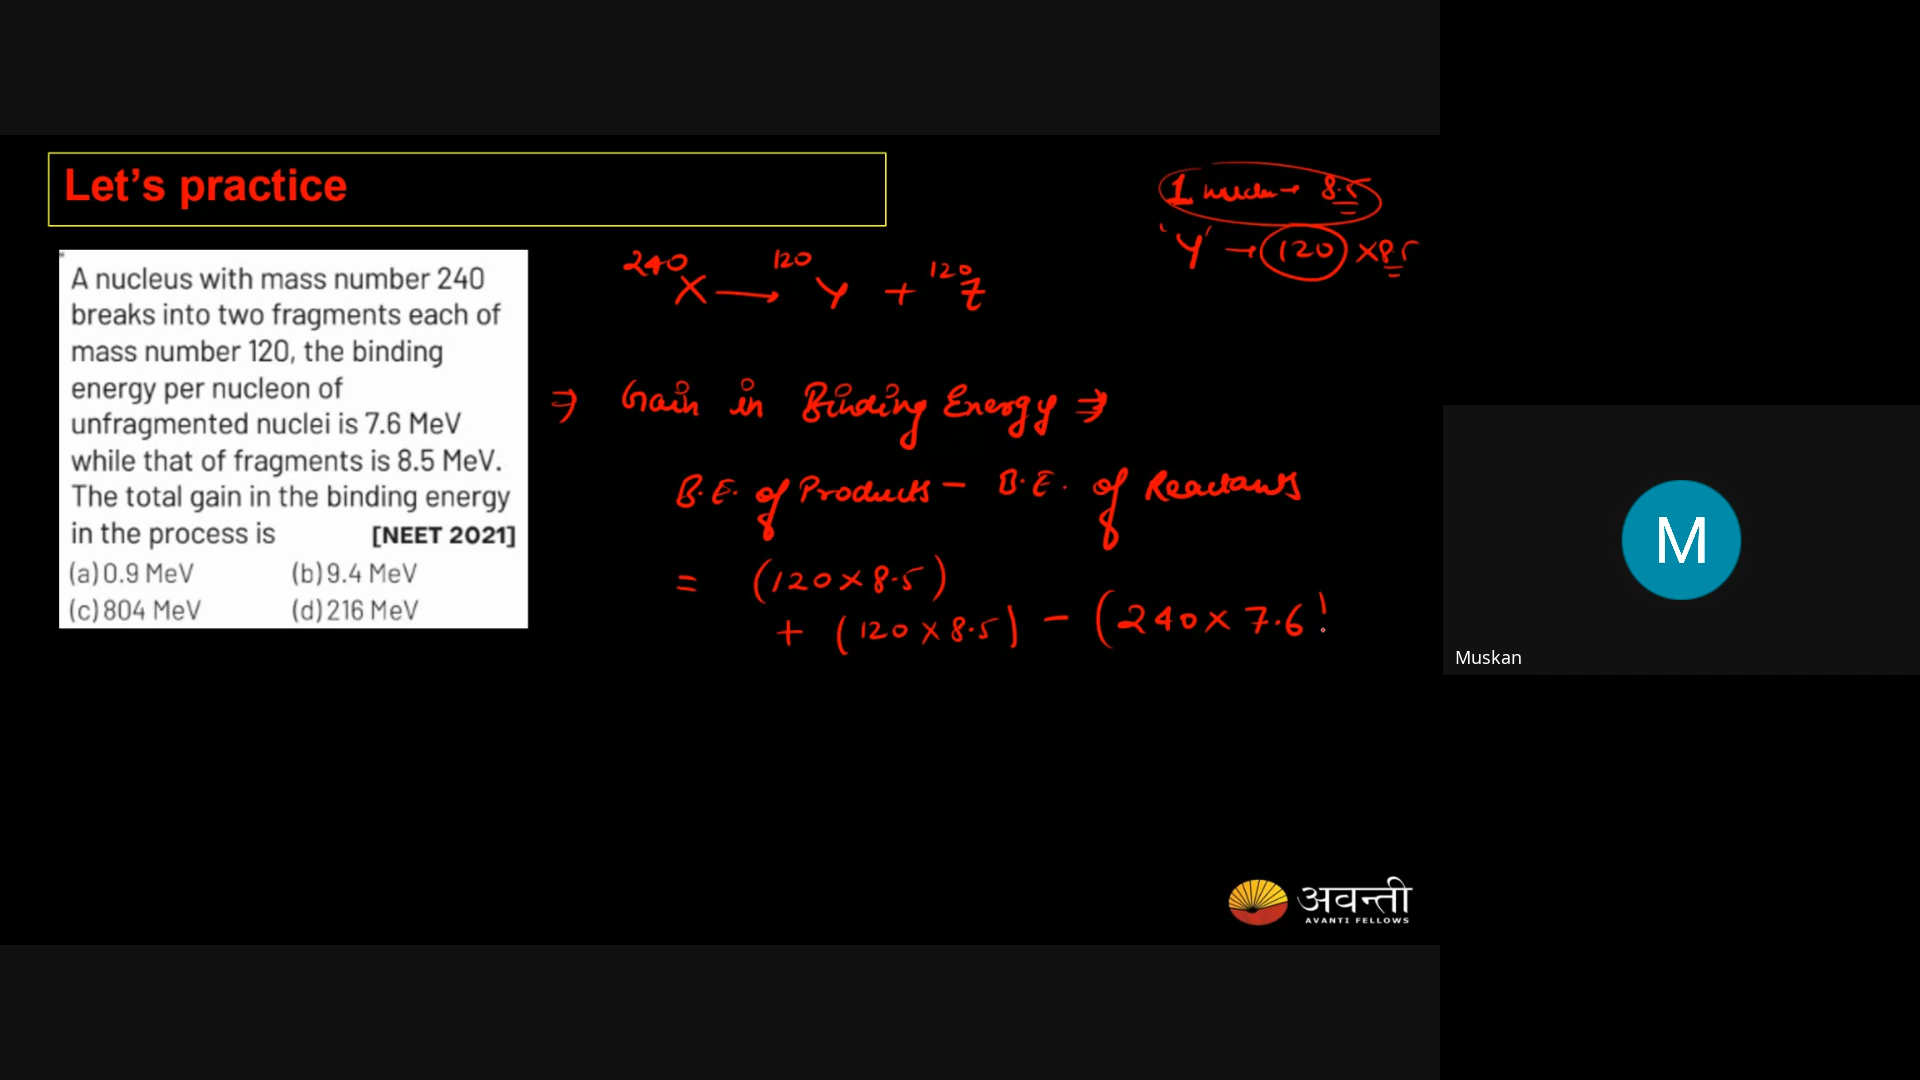 Let's practice
A nucleus with mass number 240
breaks into two fragments each of
mass number 120, the binding
energy per nucleon of
unfragmented nuclei is 7.6 MeV
while that of fragments is 8.5 MeV.
The total gain in the binding energy
in the process is [NEET 2021]
(a) 0.9 MeV (b) 9.4 MeV
(c) 804 MeV (d) 216 MeV
1 nucleon → 8.5
'Y' → 120 × 8.5
240X → 120Y + 120Z
⇒ Gain in Binding Energy ⇒
B.E. of Products - B.E. of Reactants
= (120 × 8.5)
+ (120 × 8.5) - (240 × 7.6)
अवन्ती
AVANTI FELLOWS
M
Muskan